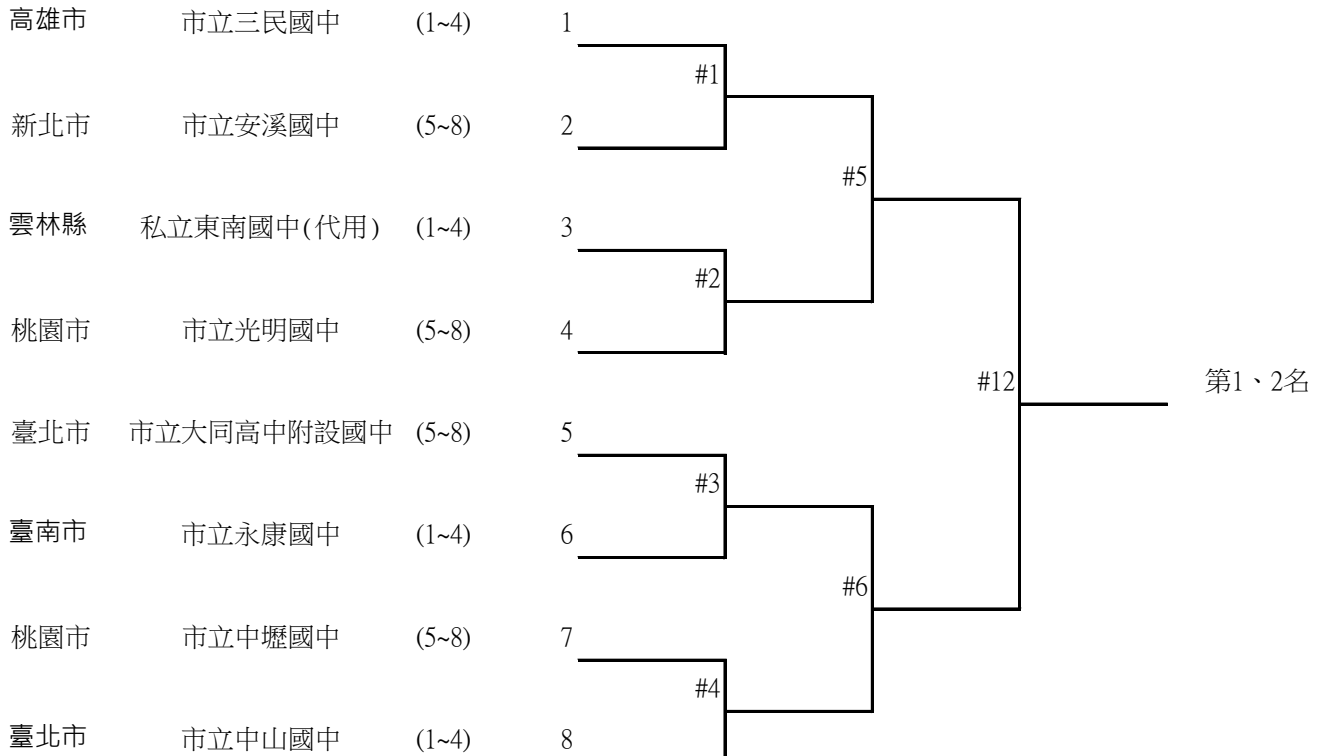 高雄市 市立三民國中 (1~4) 1
#1
新北市 市立安溪國中 (5~8) 2
#5
雲林縣 私立東南國中(代用) (1~4) 3
#2
桃園市 市立光明國中 (5~8) 4
#12 第1、2名
臺北市 市立大同高中附設國中 (5~8) 5
#3
臺南市 市立永康國中 (1~4) 6
#6
桃園市 市立中壢國中 (5~8) 7
#4
臺北市 市立中山國中 (1~4) 8